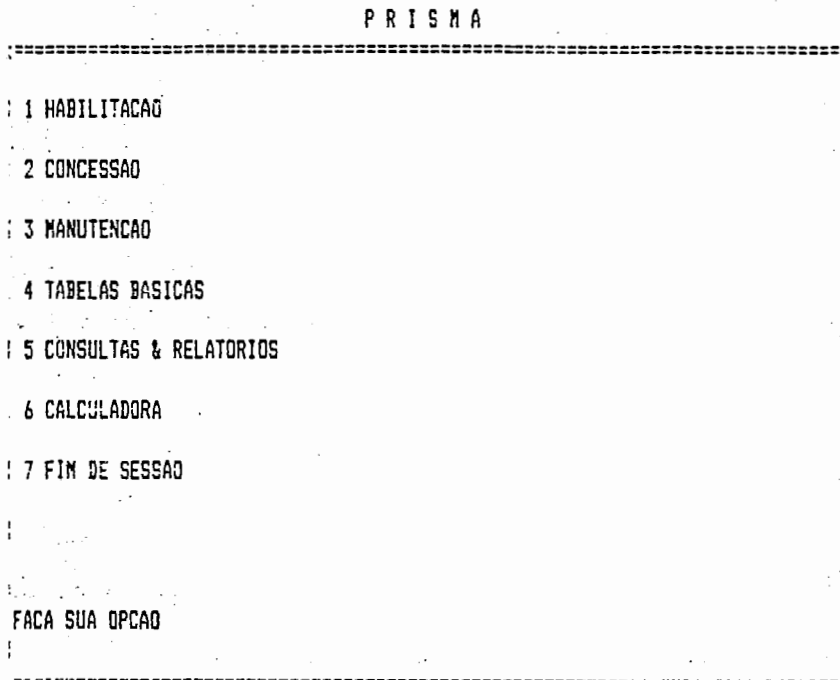 P R I S M A
1 HABILITACAO
2 CONCESSAO
3 MANUTENCAO
4 TABELAS BASICAS
5 CONSULTAS & RELATORIOS
6 CALCULADORA
7 FIM DE SESSAO
FACA SUA OPCAO